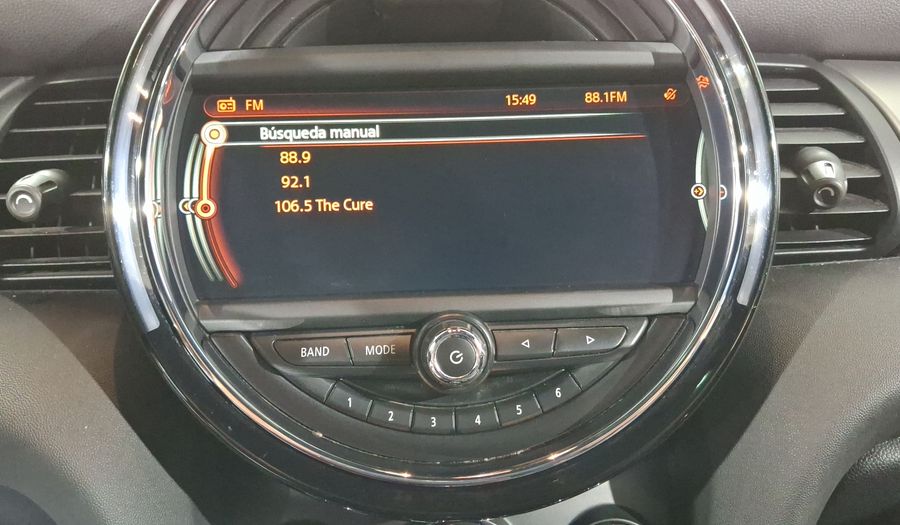 FM 15:49 88.1FM
Búsqueda manual
88.9
92.1
106.5 The Cure
BAND MODE
1 2 3 4 5 6